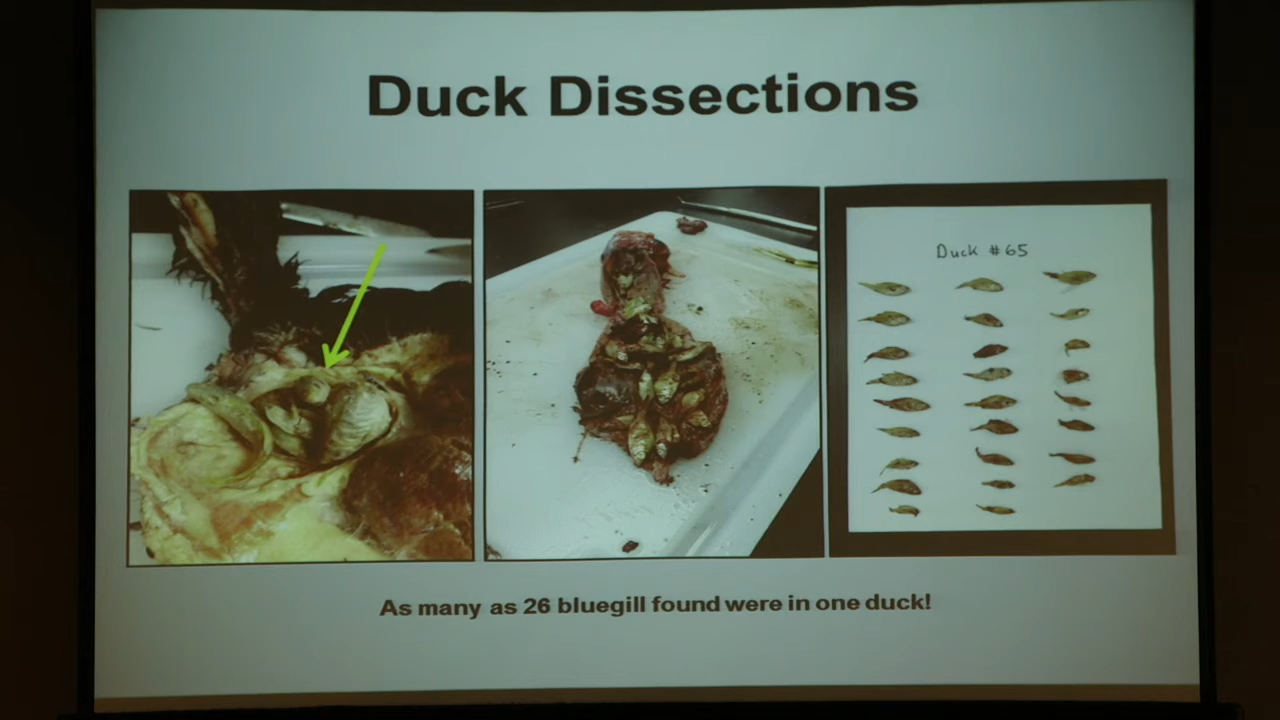 Duck Dissections
Duck #65
As many as 26 bluegill found were in one duck!